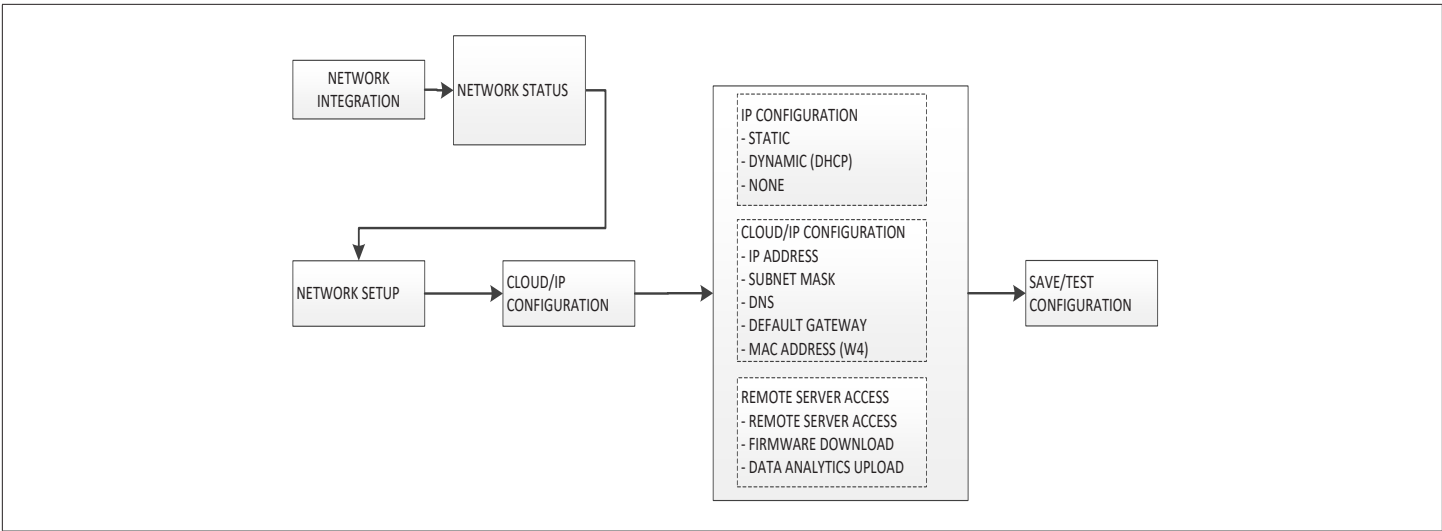 NETWORK
INTEGRATION
NETWORK STATUS
NETWORK SETUP
CLOUD/IP
CONFIGURATION
IP CONFIGURATION
- STATIC
- DYNAMIC (DHCP)
- NONE
CLOUD/IP CONFIGURATION
- IP ADDRESS
- SUBNET MASK
- DNS
- DEFAULT GATEWAY
- MAC ADDRESS (W4)
REMOTE SERVER ACCESS
- REMOTE SERVER ACCESS
- FIRMWARE DOWNLOAD
- DATA ANALYTICS UPLOAD
SAVE/TEST
CONFIGURATION